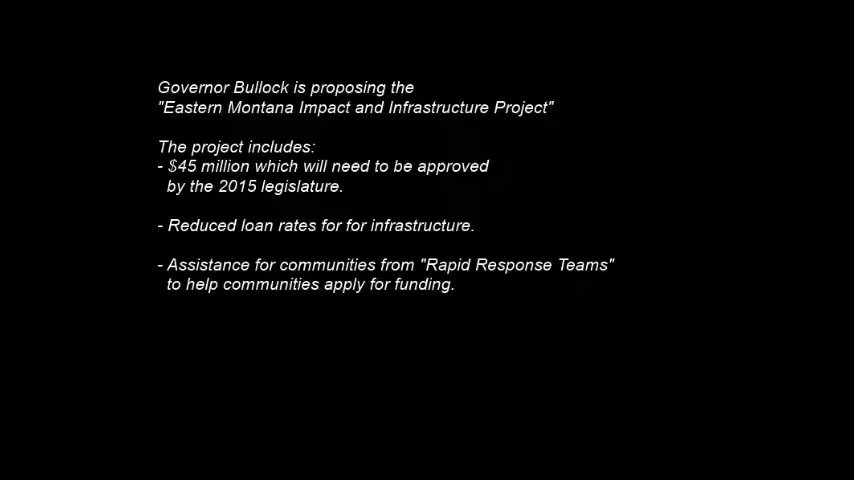 Governor Bullock is proposing the
"Eastern Montana Impact and Infrastructure Project"
The project includes:
- $45 million which will need to be approved
by the 2015 legislature.
- Reduced loan rates for for infrastructure.
- Assistance for communities from "Rapid Response Teams"
to help communities apply for funding.